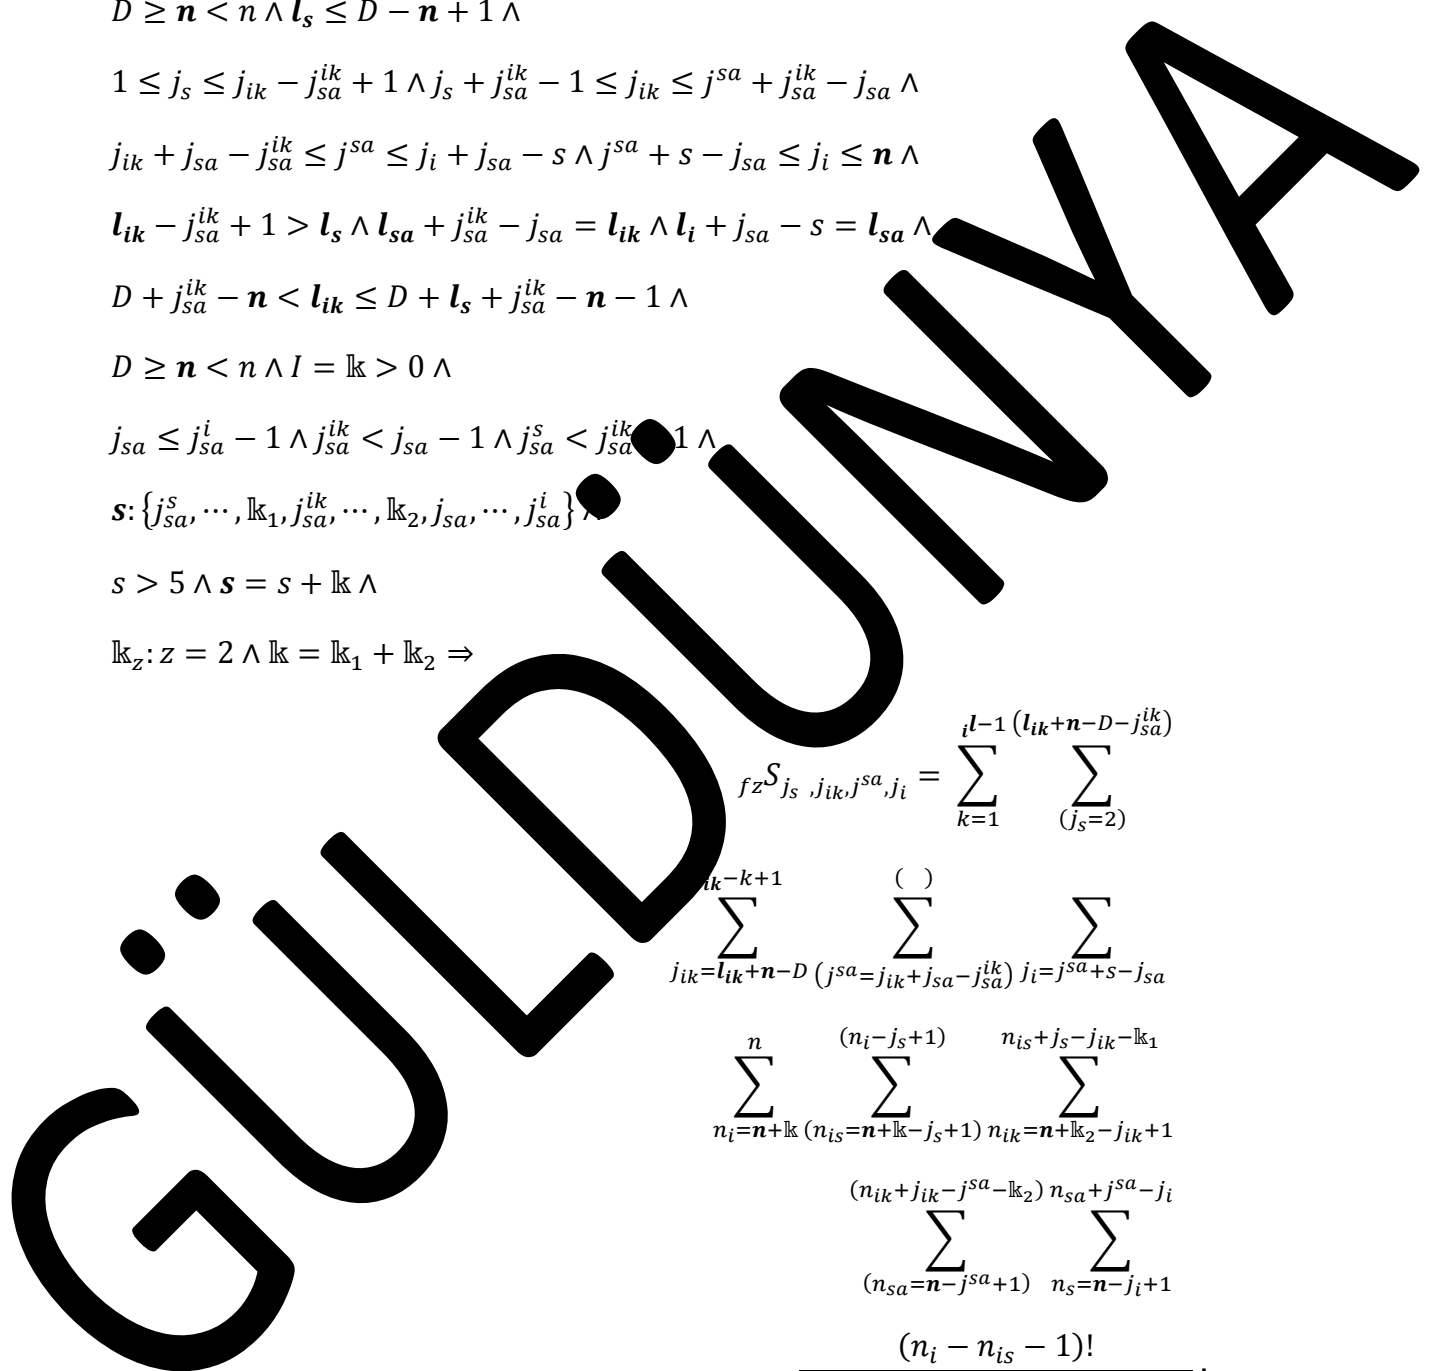 D ≥ n < n ∧ l_s ≤ D − n + 1 ∧
1 ≤ j_s ≤ j_{ik} − j_{sa}^{ik} + 1 ∧ j_s + j_{sa}^{ik} − 1 ≤ j_{ik} ≤ j^{sa} + j_{sa}^{ik} − j_{sa} ∧
j_{ik} + j_{sa} − j_{sa}^{ik} ≤ j^{sa} ≤ j_i + j_{sa} − s ∧ j^{sa} + s − j_{sa} ≤ j_i ≤ n ∧
l_{ik} − j_{sa}^{ik} + 1 > l_s ∧ l_{sa} + j_{sa}^{ik} − j_{sa} = l_{ik} ∧ l_i + j_{sa} − s = l_{sa} ∧
D + j_{sa}^{ik} − n < l_{ik} ≤ D + l_s + j_{sa}^{ik} − n − 1 ∧
D ≥ n < n ∧ I = 𝕜 > 0 ∧
j_{sa} ≤ j_{sa}^{i} − 1 ∧ j_{sa}^{ik} < j_{sa} − 1 ∧ j_{sa}^{s} < j_{sa}^{ik} 1 ∧
s: {j_{sa}^{s}, ⋯, 𝕜_1, j_{sa}^{ik}, ⋯, 𝕜_2, j_{sa}, ⋯, j_{sa}^{i}} ∧
s > 5 ∧ s = s + 𝕜 ∧
𝕜_z: z = 2 ∧ 𝕜 = 𝕜_1 + 𝕜_2 ⇒
_{fz}S_{j_s, j_{ik}, j^{sa}, j_i} = ∑_{k=1}^{_il−1} ∑_{(j_s=2)}^{(l_{ik}+n−D−j_{sa}^{ik})}
∑_{j_{ik}=l_{ik}+n−D}^{ik−k+1} ∑_{(j^{sa}=j_{ik}+j_{sa}−j_{sa}^{ik})}^{( )} ∑_{j_i=j^{sa}+s−j_{sa}}
∑_{n_i=n+𝕜}^{n} ∑_{(n_{is}=n+𝕜−j_s+1)}^{(n_i−j_s+1)} ∑_{n_{ik}=n+𝕜_2−j_{ik}+1}^{n_{is}+j_s−j_{ik}−𝕜_1}
∑_{(n_{sa}=n−j^{sa}+1)}^{(n_{ik}+j_{ik}−j^{sa}−𝕜_2)} ∑_{n_s=n−j_i+1}^{n_{sa}+j^{sa}−j_i}
(n_i − n_{is} − 1)!
GÜLDÜNYA